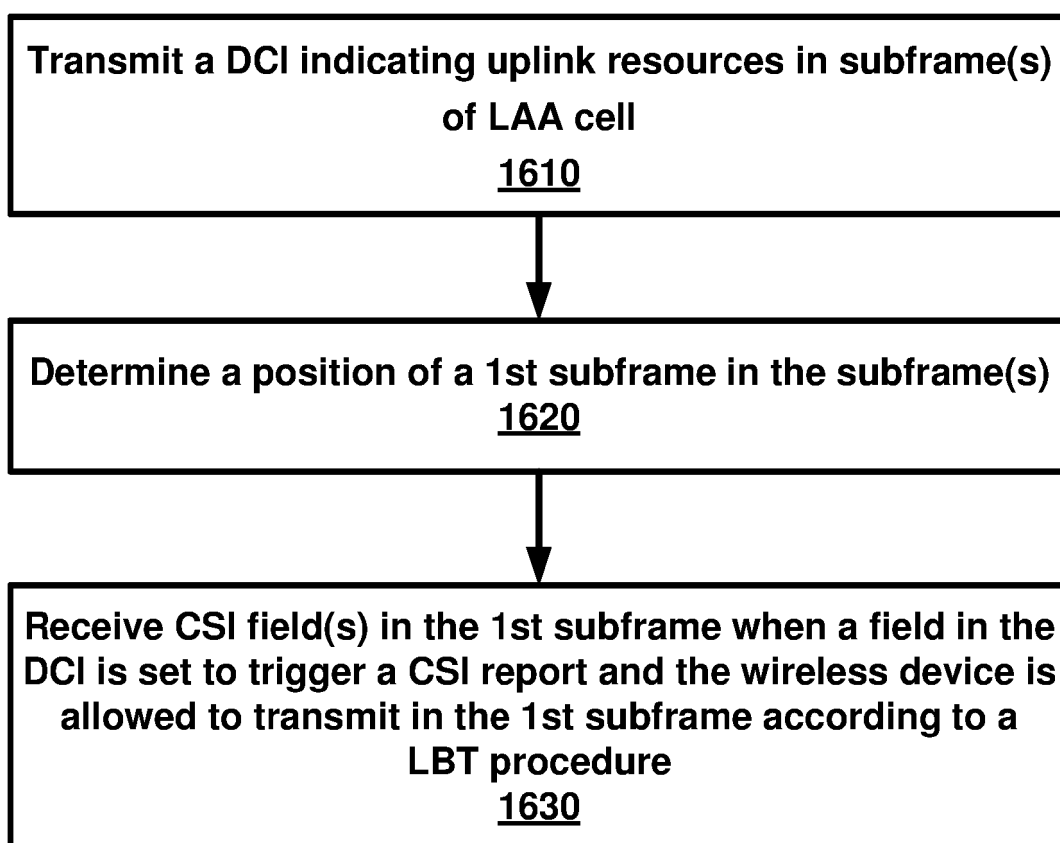 Transmit a DCI indicating uplink resources in subframe(s)
of LAA cell
1610
Determine a position of a 1st subframe in the subframe(s)
1620
Receive CSI field(s) in the 1st subframe when a field in the
DCI is set to trigger a CSI report and the wireless device is
allowed to transmit in the 1st subframe according to a
LBT procedure
1630